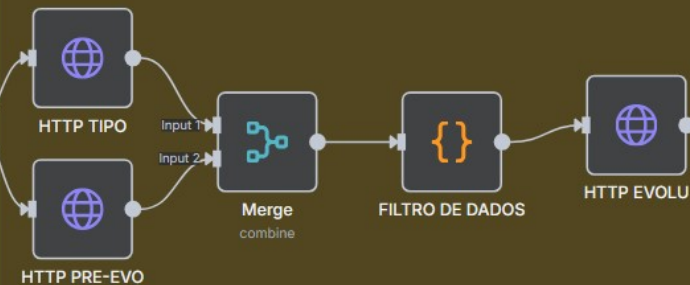 HTTP TIPO
Input 1
Input 2
Merge
combine
FILTRO DE DADOS
HTTP EVOLU
HTTP PRE-EVO